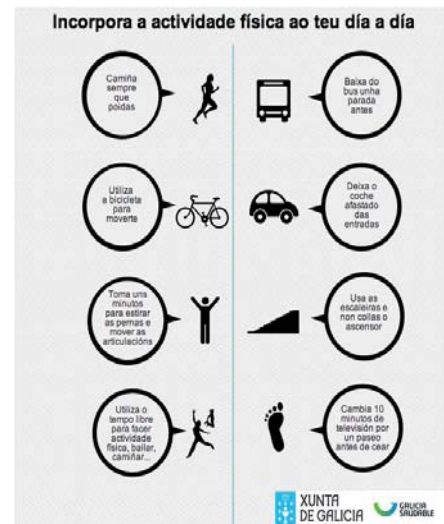 Incorpora a actividade física ao teu día a día
Camiña
sempre
que
poidas
Baixa do
bus unha
parada
antes
Utiliza
a bicicleta
para
moverte
Deixa o
coche
afastado
das
entradas
Toma uns
minutos
para estirar
as pernas e
mover as
articulacións
Usa as
escaleiras e
non collas o
ascensor
Utiliza o
tempo libre
para facer
actividade
física, bailar,
camiñar...
Cambia 10
minutos de
televisión por
un paseo
antes de cear
XUNTA
DE GALICIA
GALICIA
SAUDABLE